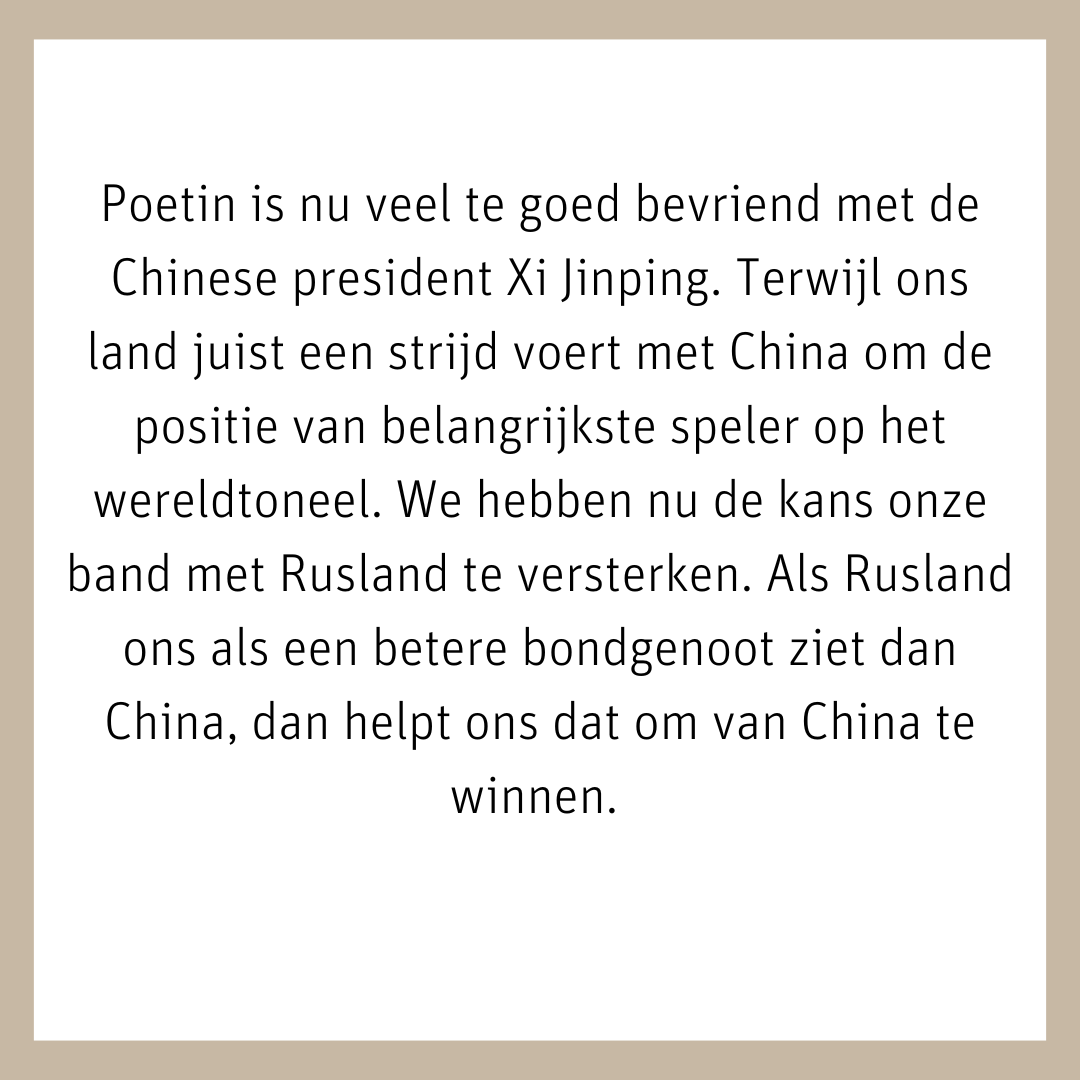 Poetin is nu veel te goed bevriend met de
Chinese president Xi Jinping. Terwijl ons
land juist een strijd voert met China om de
positie van belangrijkste speler op het
wereldtoneel. We hebben nu de kans onze
band met Rusland te versterken. Als Rusland
ons als een betere bondgenoot ziet dan
China, dan helpt ons dat om van China te
winnen.